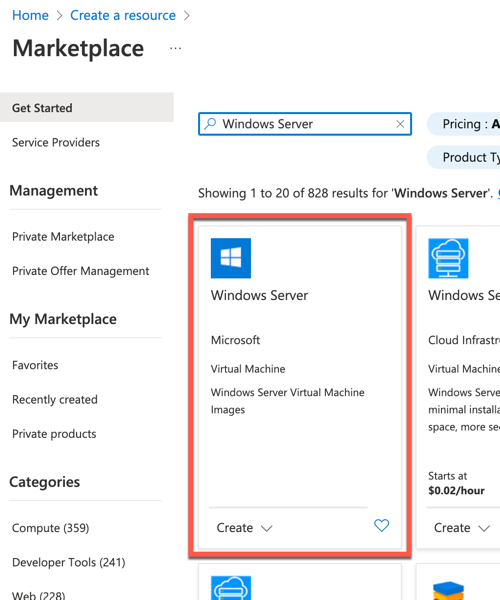 Home > Create a resource >
Marketplace ...
Get Started
Service Providers
Management
Private Marketplace
Private Offer Management
My Marketplace
Favorites
Recently created
Private products
Categories
Compute (359)
Developer Tools (241)
Web (228)
Windows Server
Pricing : A
Product Ty
Showing 1 to 20 of 828 results for 'Windows Server'.
Windows Server
Microsoft
Virtual Machine
Windows Server Virtual Machine
Images
Create
Windows Se
Cloud Infrastr
Virtual Machine
Windows Serve
minimal installa
space, more se
Starts at
$0.02/hour
Create